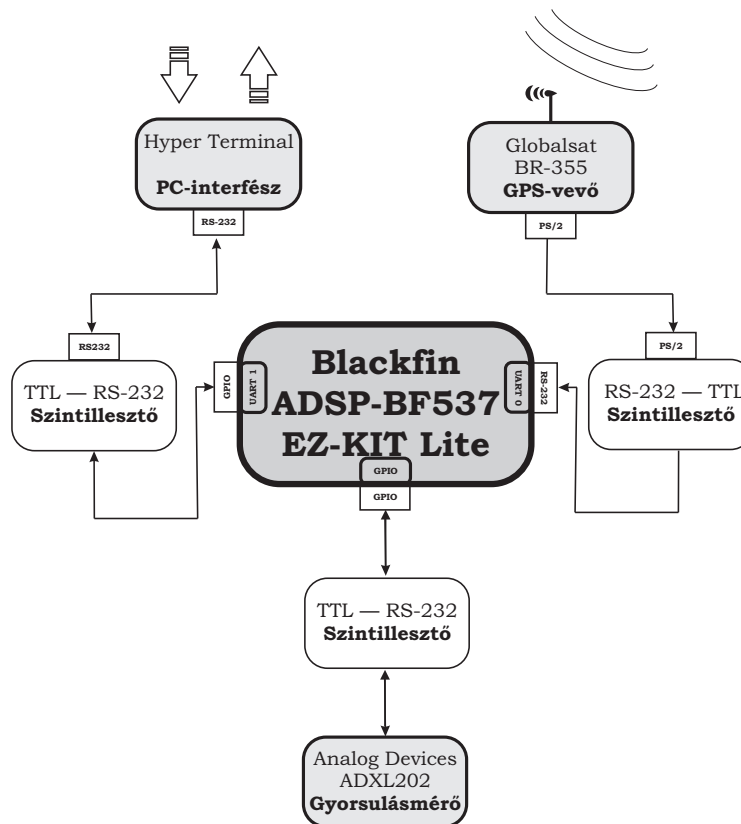 Hyper Terminal
PC-interfész
RS-232
Globalsat
BR-355
GPS-vevő
PS/2
RS232
TTL — RS-232
Szintillesztő
GPIO
UART 1
Blackfin
ADSP-BF537
EZ-KIT Lite
GPIO
GPIO
UART 0
RS-232
PS/2
RS-232 — TTL
Szintillesztő
TTL — RS-232
Szintillesztő
Analog Devices
ADXL202
Gyorsulásmérő